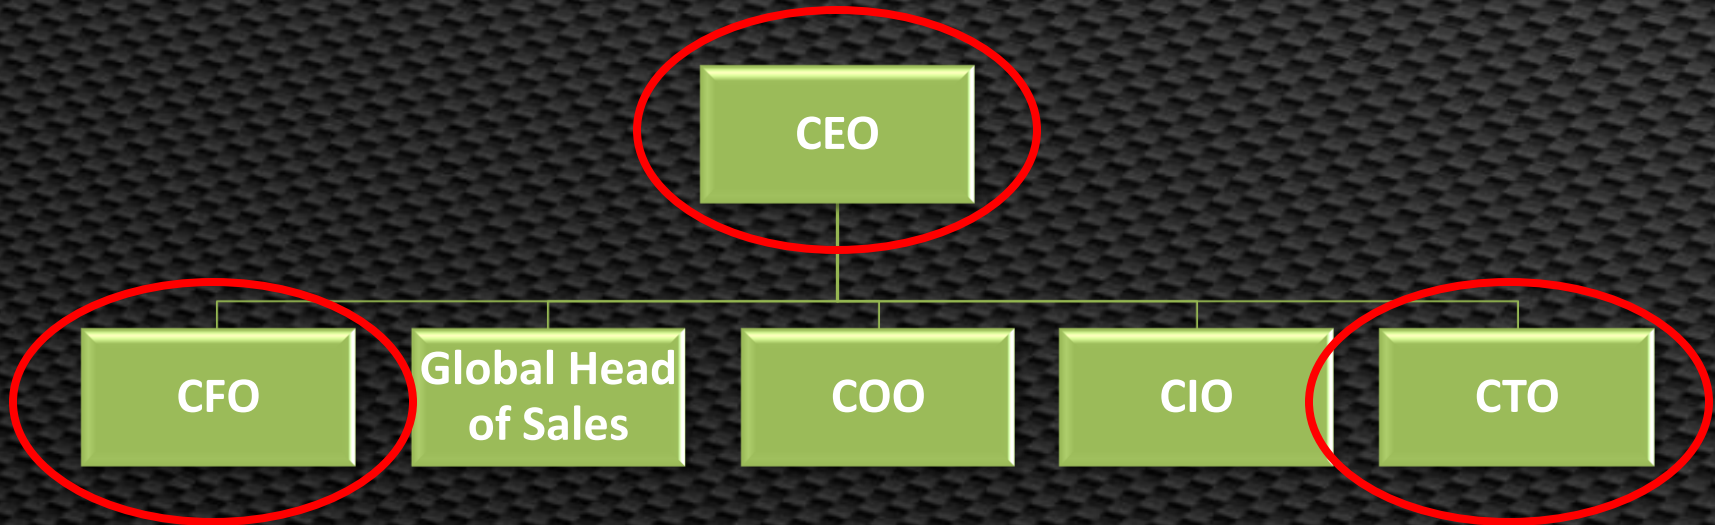 CEO
CFO
Global Head
of Sales
COO
CIO
CTO